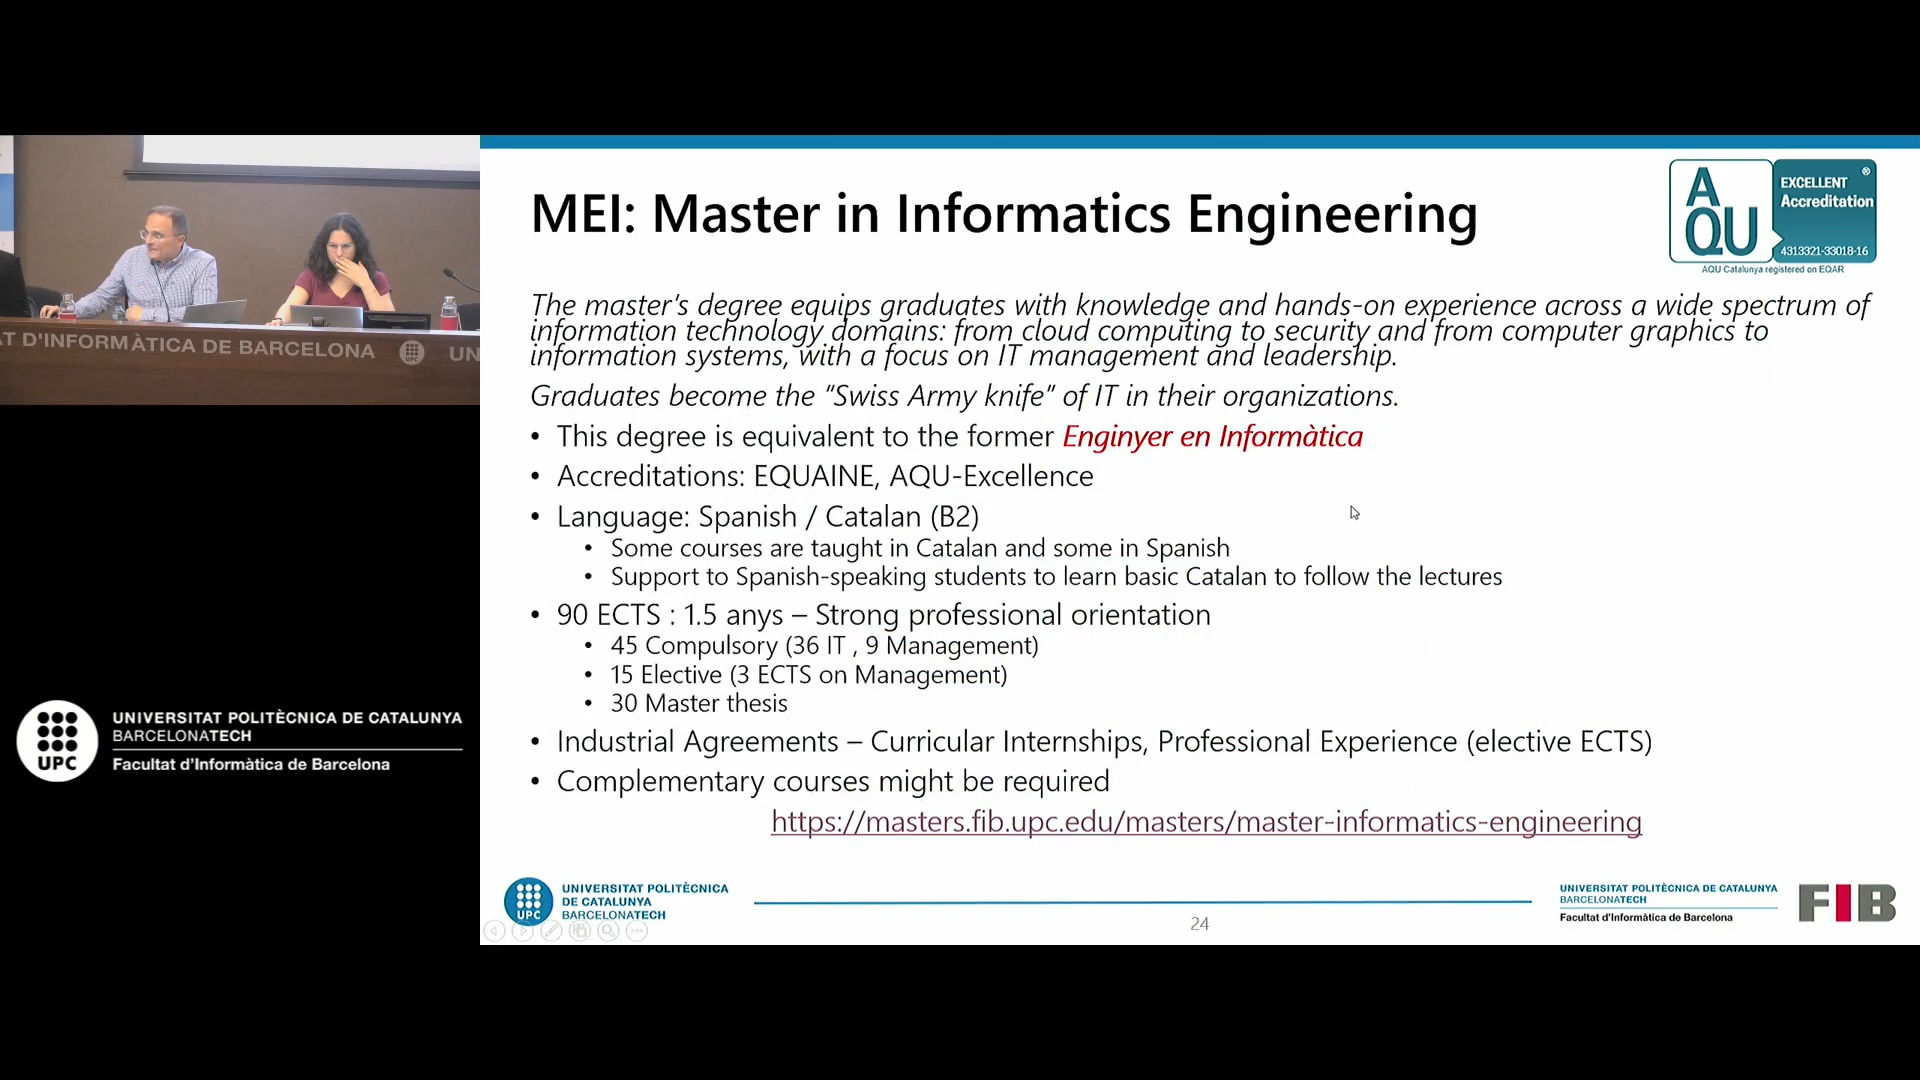 MEI: Master in Informatics Engineering
A
QU
EXCELLENT ®
Accreditation
4313321-33018-16
AQU Catalunya registered on EQAR
The master's degree equips graduates with knowledge and hands-on experience across a wide spectrum of
information technology domains: from cloud computing to security and from computer graphics to
information systems, with a focus on IT management and leadership.
Graduates become the "Swiss Army knife" of IT in their organizations.
• This degree is equivalent to the former Enginyer en Informàtica
• Accreditations: EQUAINE, AQU-Excellence
• Language: Spanish / Catalan (B2)
• Some courses are taught in Catalan and some in Spanish
• Support to Spanish-speaking students to learn basic Catalan to follow the lectures
• 90 ECTS : 1.5 anys – Strong professional orientation
• 45 Compulsory (36 IT , 9 Management)
• 15 Elective (3 ECTS on Management)
• 30 Master thesis
• Industrial Agreements – Curricular Internships, Professional Experience (elective ECTS)
• Complementary courses might be required
https://masters.fib.upc.edu/masters/master-informatics-engineering
UPC
UNIVERSITAT POLITÈCNICA
DE CATALUNYA
BARCELONATECH
24
UNIVERSITAT POLITÈCNICA DE CATALUNYA
BARCELONATECH
Facultat d'Informàtica de Barcelona
FIB
AT D'INFORMÀTICA DE BARCELONA
UN
UPC
UNIVERSITAT POLITÈCNICA DE CATALUNYA
BARCELONATECH
Facultat d'Informàtica de Barcelona